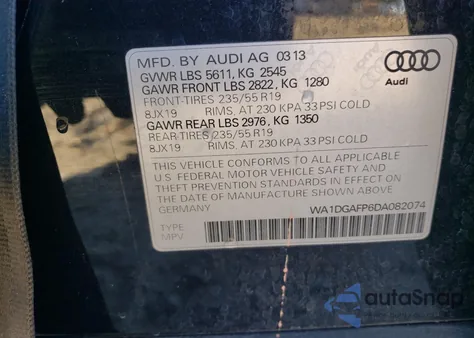 MFD. BY AUDI AG 03 13
GVWR LBS 5611, KG 2545
GAWR FRONT LBS 2822, KG 1280
FRONT-TIRES 235/55 R19
8JX19 RIMS, AT 230 KPA 33 PSI COLD
GAWR REAR LBS 2976, KG 1350
REAR-TIRES 235/55 R19
8JX19 RIMS, AT 230 KPA 33 PSI COLD
THIS VEHICLE CONFORMS TO ALL APPLICABLE
U.S. FEDERAL MOTOR VEHICLE SAFETY AND
THEFT PREVENTION STANDARDS IN EFFECT ON
THE DATE OF MANUFACTURE SHOWN ABOVE
GERMANY
WA1DGAFP6DA082074
TYPE
MPV
Audi
autoSnap